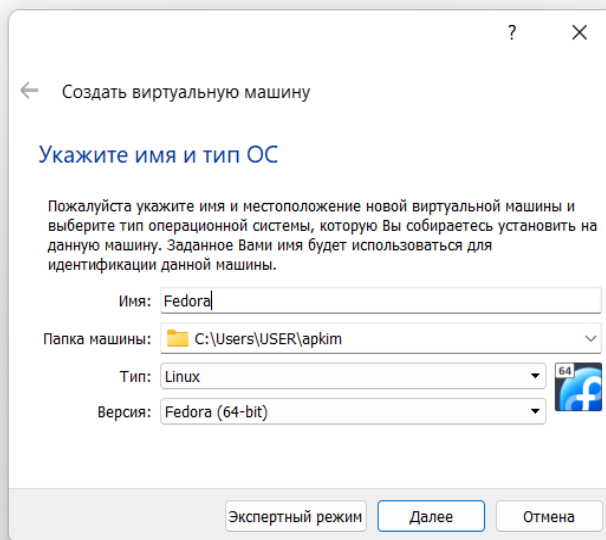 ?
Создать виртуальную машину
Укажите имя и тип ОС
Пожалуйста укажите имя и местоположение новой виртуальной машины и
выберите тип операционной системы, которую Вы собираетесь установить на
данную машину. Заданное Вами имя будет использоваться для
идентификации данной машины.
Имя: Fedora
Папка машины: C:\Users\USER\apkim
Тип: Linux
64
Версия: Fedora (64-bit)
Экспертный режим Далее Отмена